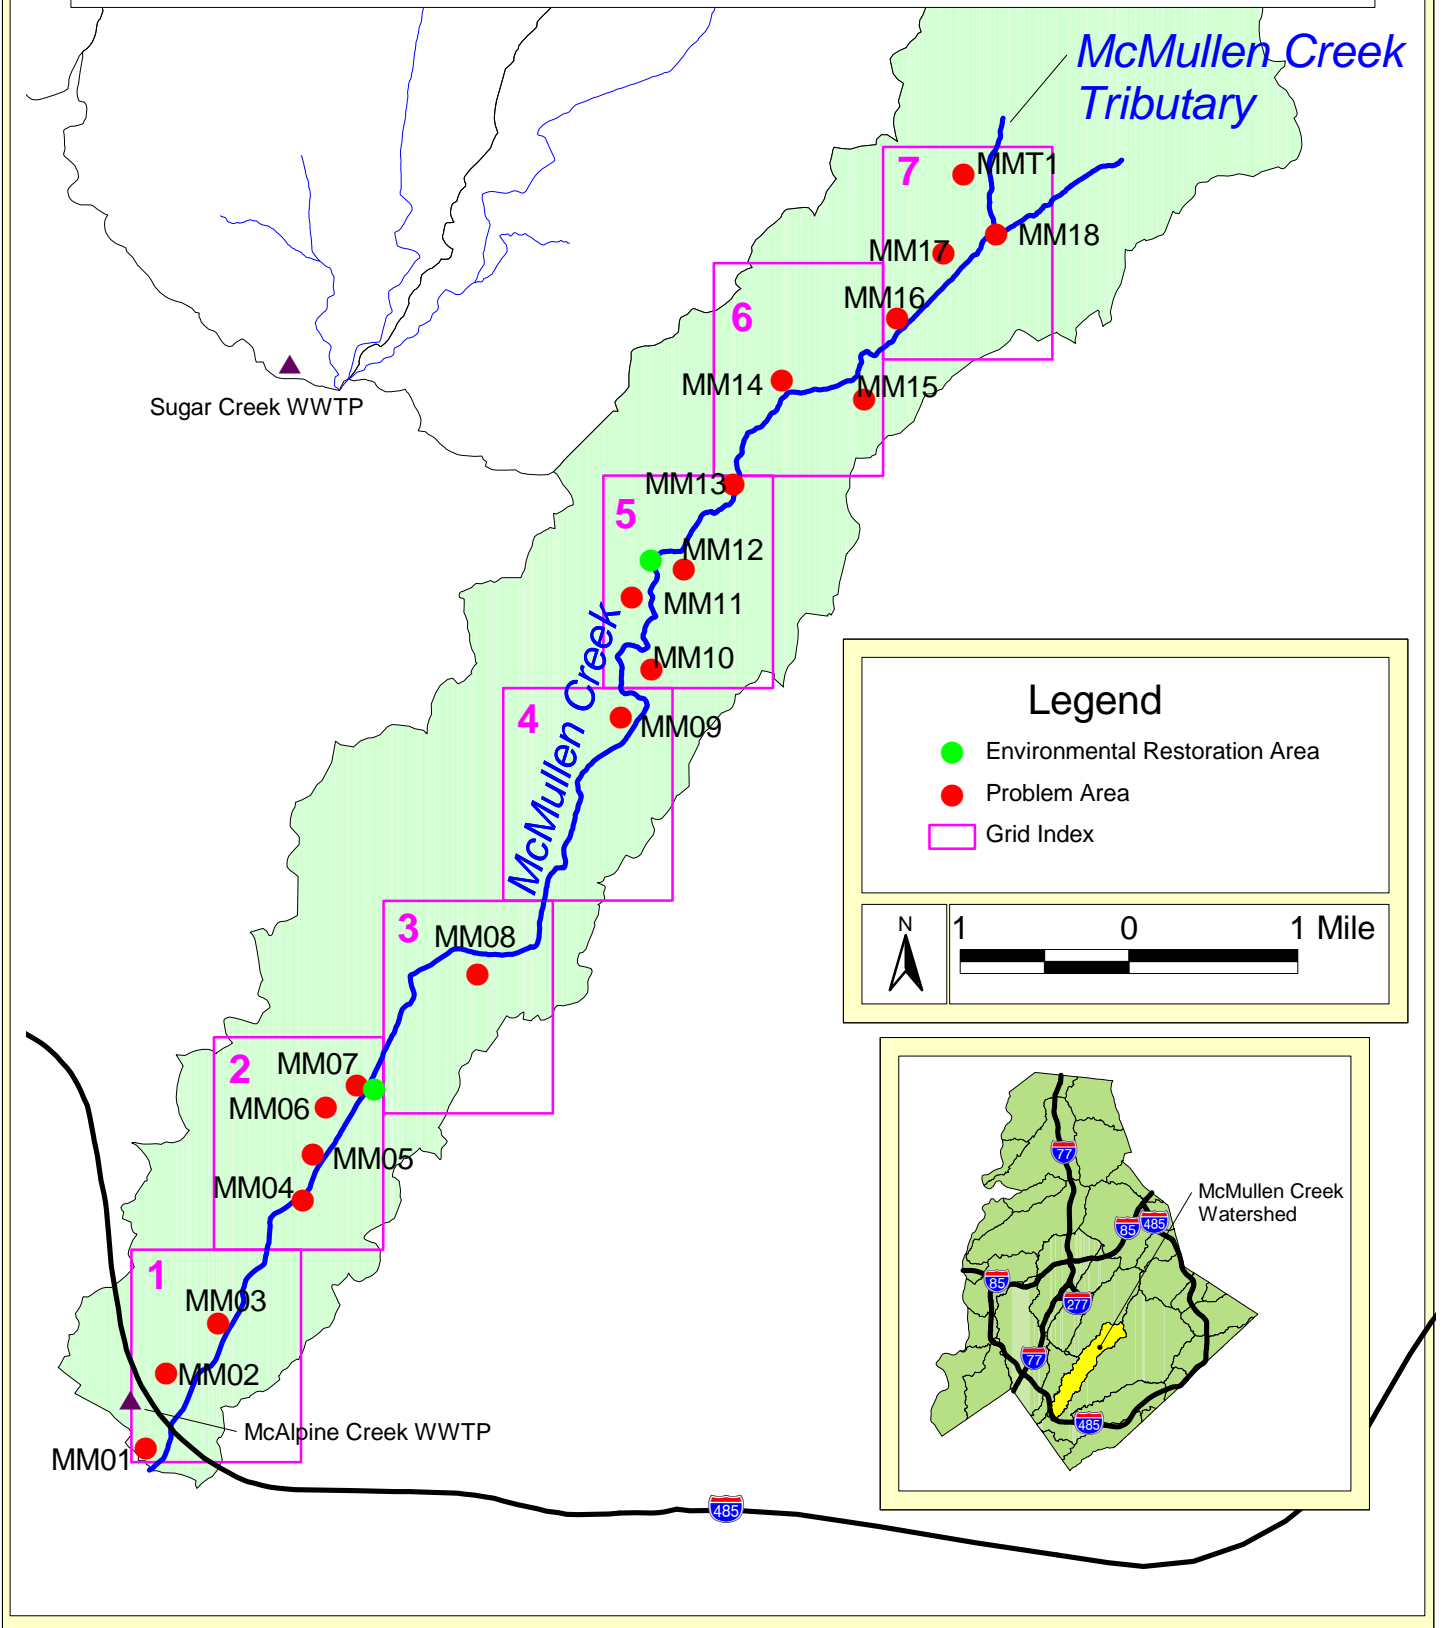 McMullen Creek
Tributary
7
MMT1
MM18
MM17
MM16
6
MM14
MM15
Sugar Creek WWTP
MM13
5
MM12
MM11
MM10
McMullen Creek
4
MM09
3
MM08
2
MM07
MM06
MM05
MM04
1
MM03
MM02
McAlpine Creek WWTP
MM01
485
Legend
Environmental Restoration Area
Problem Area
Grid Index
N
1 0 1 Mile
77
McMullen Creek
Watershed
85
485
85
277
77
485